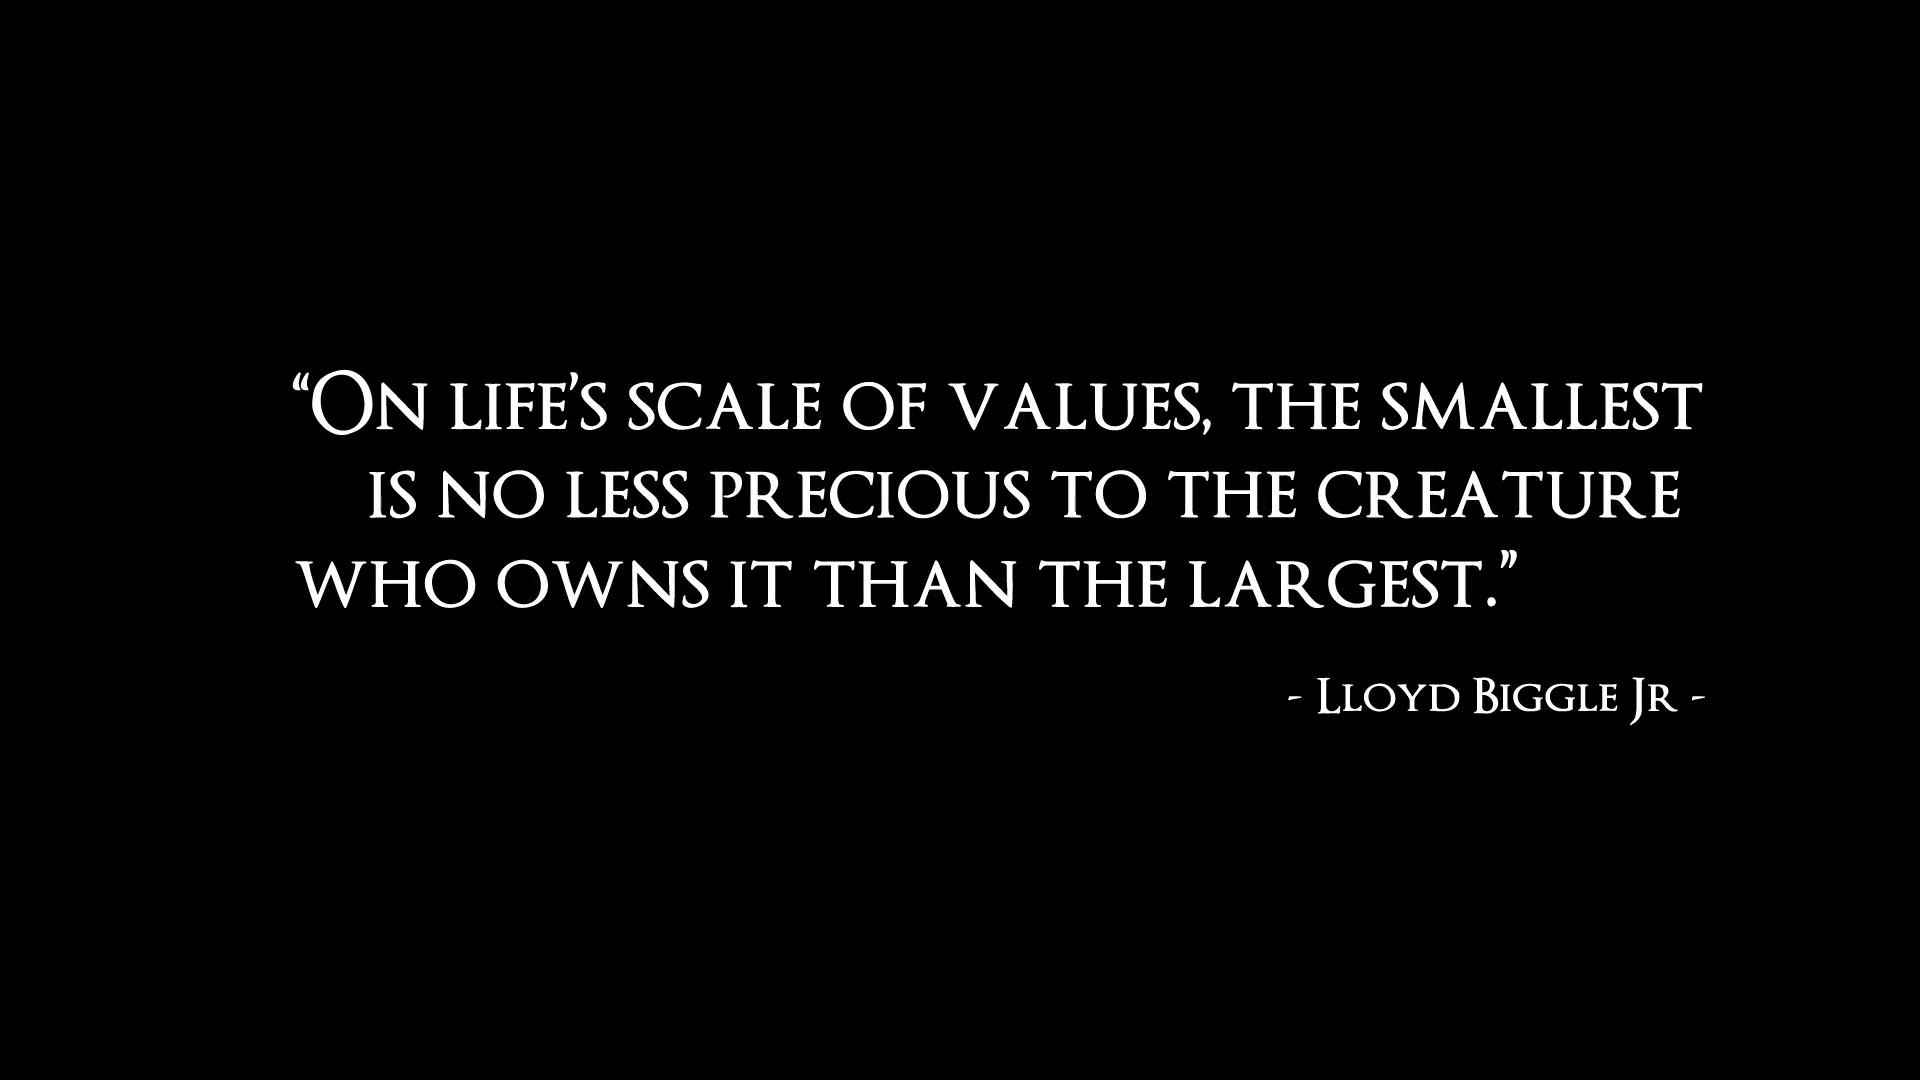 “On life’s scale of values, the smallest
is no less precious to the creature
who owns it than the largest.”
- Lloyd Biggle Jr -